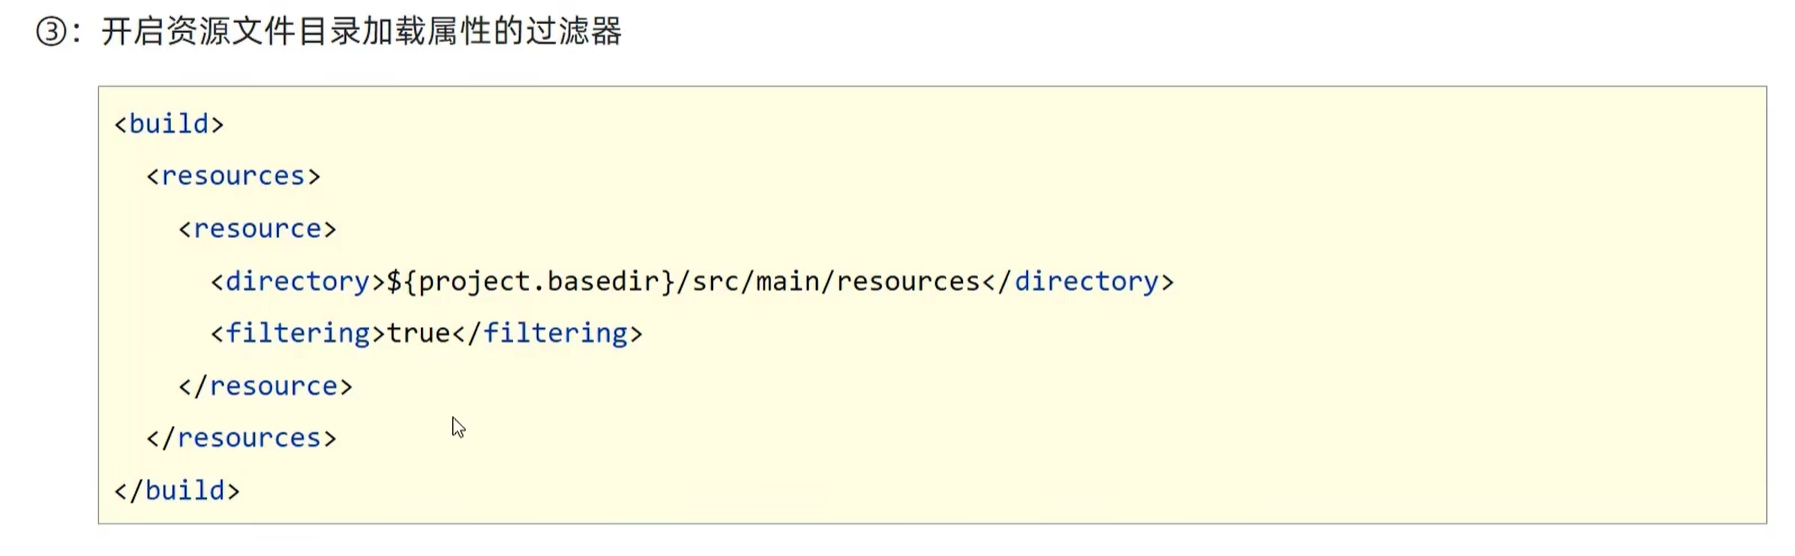 ③：开启资源文件目录加载属性的过滤器
<build>
<resources>
<resource>
<directory>${project.basedir}/src/main/resources</directory>
<filtering>true</filtering>
</resource>
</resources>
</build>